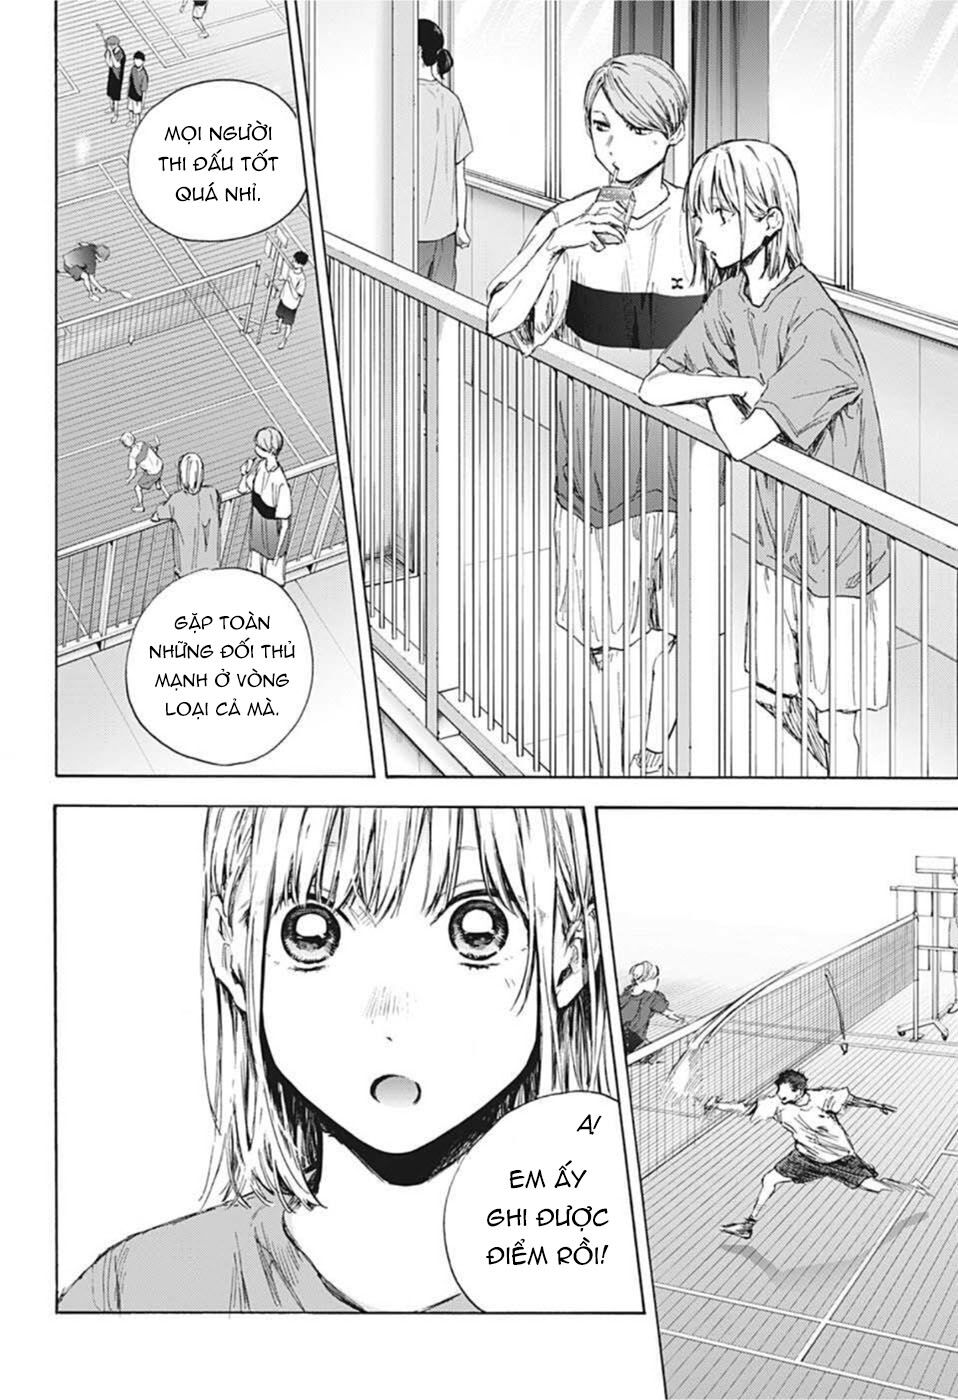 MỌI NGƯỜI
THI ĐẤU TỐT
QUÁ NHỈ.
GẶP TOÀN
NHỮNG ĐỐI THỦ
MẠNH Ở VÒNG
LOẠI CẢ MÀ.
Ạ!
EM ẤY
GHI ĐƯỢC
ĐIỂM RỒI!